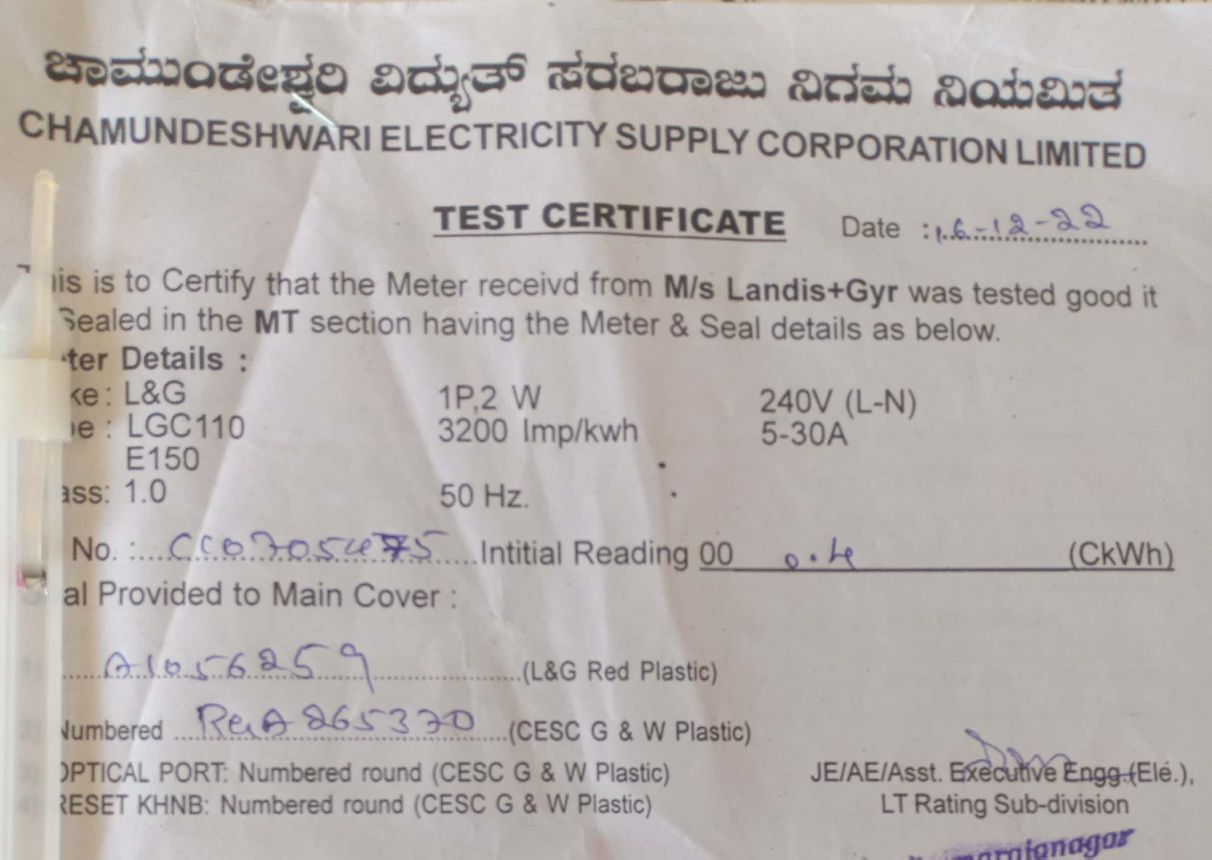 ಚಾಮುಂಡೇಶ್ವರಿ ವಿದ್ಯುತ್ ಸರಬರಾಜು ನಿಗಮ ನಿಯಮಿತ
CHAMUNDESHWARI ELECTRICITY SUPPLY CORPORATION LIMITED
TEST CERTIFICATE Date : 16-12-22
is is to Certify that the Meter receivd from M/s Landis+Gyr was tested good it
Sealed in the MT section having the Meter & Seal details as below.
ter Details :
ke : L&G 1P,2 W 240V (L-N)
e : LGC110 3200 Imp/kwh 5-30A
E150
ass: 1.0 50 Hz.
No. : CC0705475 Intitial Reading 00 0.4 (CkWh)
al Provided to Main Cover :
A1056259 (L&G Red Plastic)
2) Numbered 265370 (CESC G & W Plastic)
3) OPTICAL PORT: Numbered round (CESC G & W Plastic) JE/AE/Asst. Executive Engg.(Ele.),
4) RESET KHNB: Numbered round (CESC G & W Plastic) LT Rating Sub-division